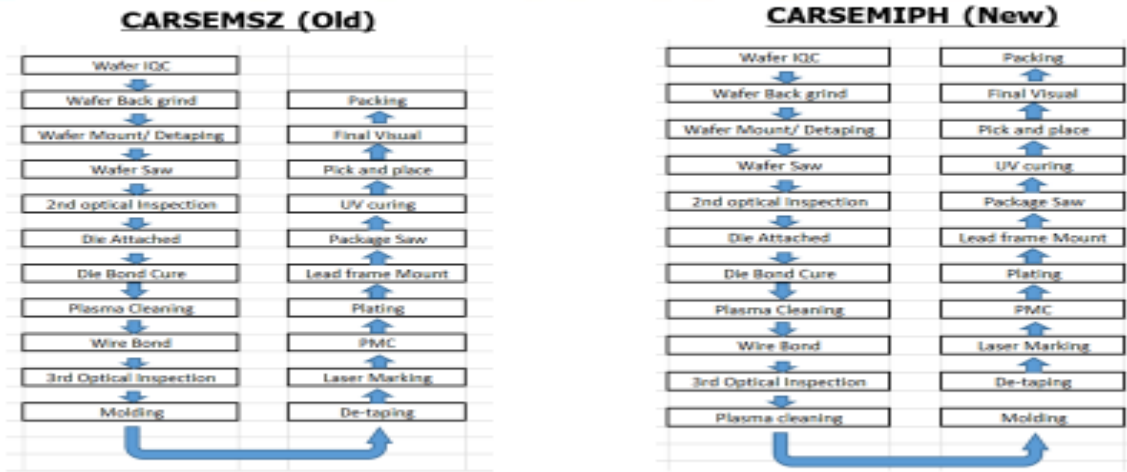 CARSEMSZ (Old)
Wafer IQC
Wafer Back grind
Wafer Mount/ Detaping
Wafer Saw
2nd optical Inspection
Die Attached
Die Bond Cure
Plasma Cleaning
Wire Bond
3rd Optical Inspection
Molding
Packing
Final Visual
Pick and place
UV curing
Package Saw
Lead frame Mount
Plating
PMC
Laser Marking
De-taping
CARSEMIPH (New)
Wafer IQC
Wafer Back grind
Wafer Mount/ Detaping
Wafer Saw
2nd optical Inspection
Die Attached
Die Bond Cure
Plasma Cleaning
Wire Bond
3rd Optical Inspection
Plasma cleaning
Packing
Final Visual
Pick and place
UV curing
Package Saw
Lead frame Mount
Plating
PMC
Laser Marking
De-taping
Molding